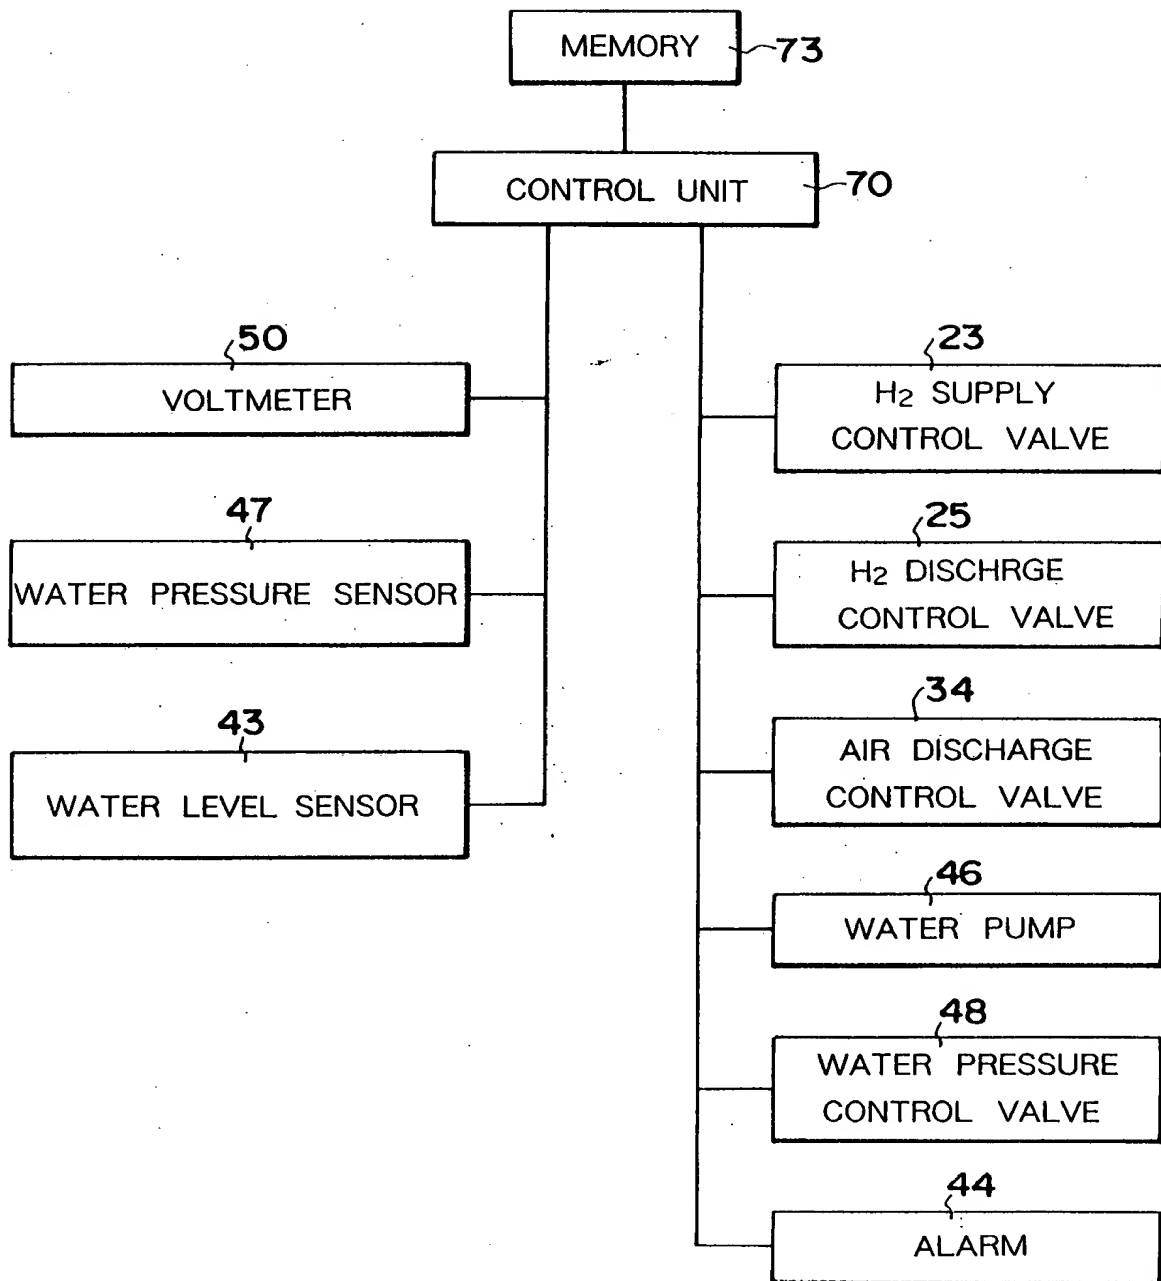 MEMORY
73
CONTROL UNIT
70
50
VOLTMETER
47
WATER PRESSURE SENSOR
43
WATER LEVEL SENSOR
23
H2 SUPPLY
CONTROL VALVE
25
H2 DISCHRGE
CONTROL VALVE
34
AIR DISCHARGE
CONTROL VALVE
46
WATER PUMP
48
WATER PRESSURE
CONTROL VALVE
44
ALARM